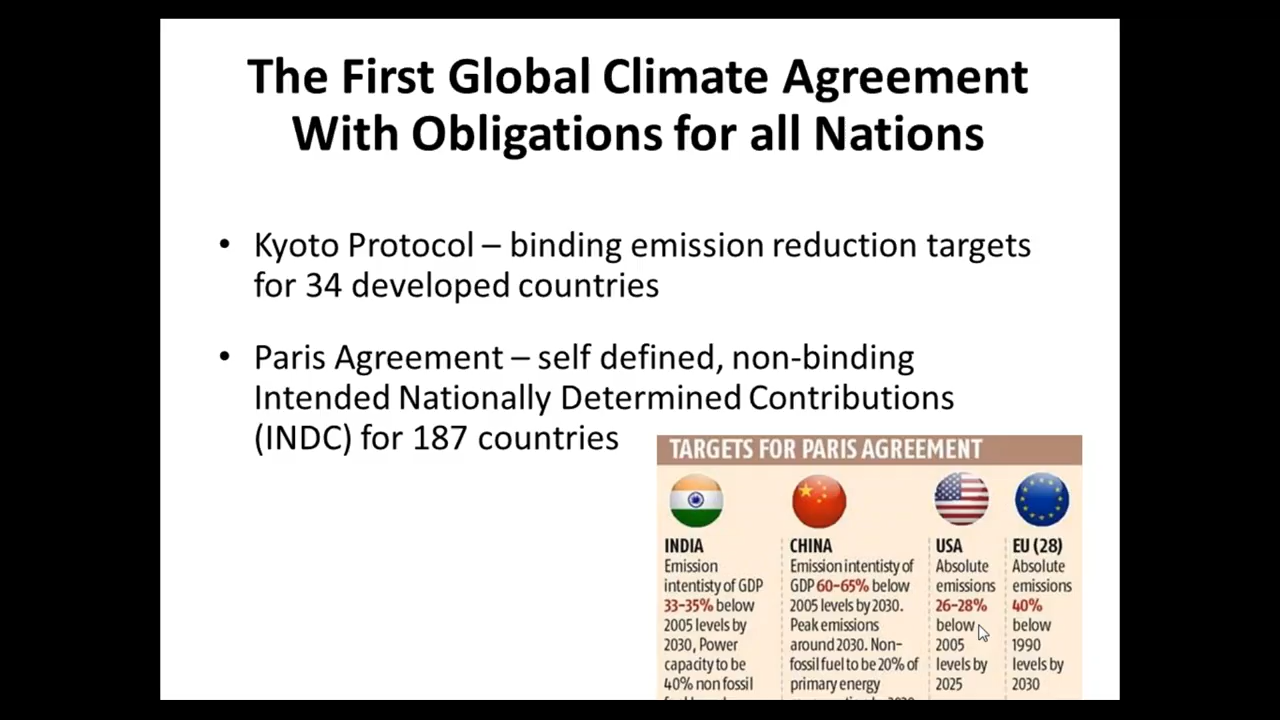 The First Global Climate Agreement
With Obligations for all Nations
• Kyoto Protocol – binding emission reduction targets
for 34 developed countries
• Paris Agreement – self defined, non-binding
Intended Nationally Determined Contributions
(INDC) for 187 countries
TARGETS FOR PARIS AGREEMENT
INDIA
Emission
intentisty of GDP
33–35% below
2005 levels by
2030, Power
capacity to be
40% non fossil
CHINA
Emission intentisty of
GDP 60–65% below
2005 levels by 2030.
Peak emissions
around 2030. Non-
fossil fuel to be 20% of
primary energy
USA
Absolute
emissions
26–28%
below
2005
levels by
2025
EU (28)
Absolute
emissions
40%
below
1990
levels by
2030